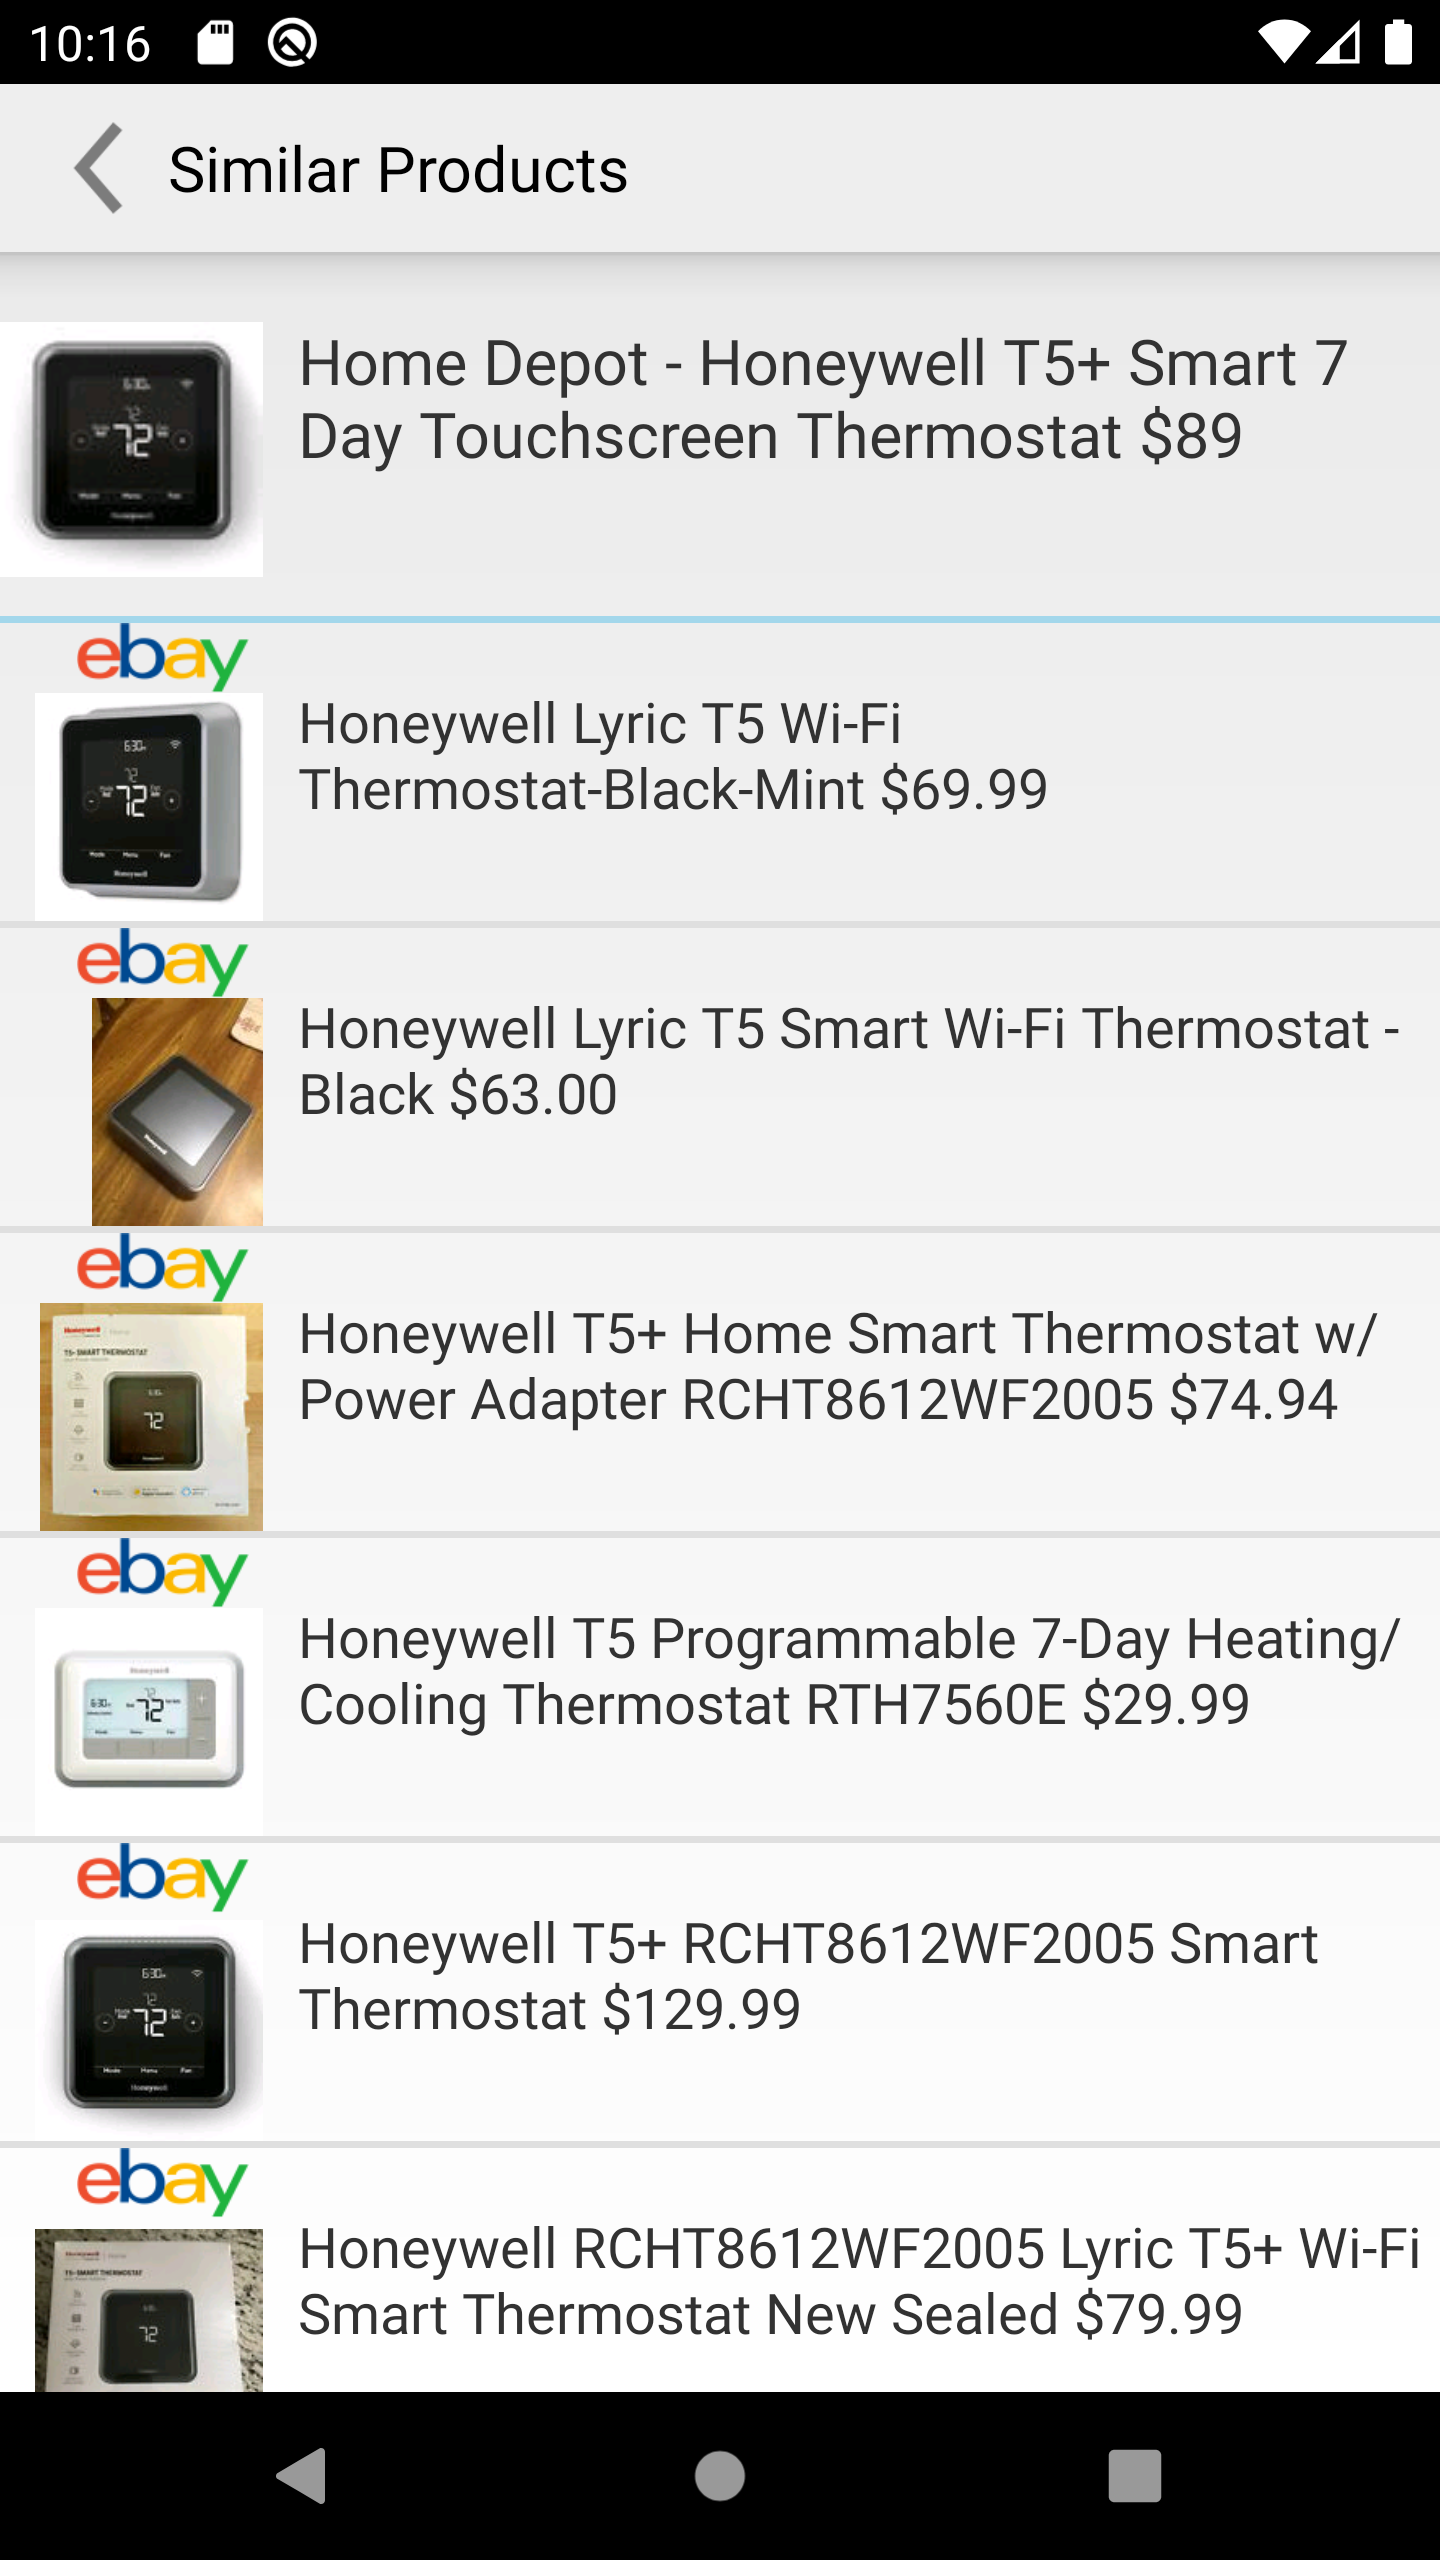 10:16
Similar Products
Home Depot - Honeywell T5+ Smart 7
Day Touchscreen Thermostat $89
ebay
Honeywell Lyric T5 Wi-Fi
Thermostat-Black-Mint $69.99
ebay
Honeywell Lyric T5 Smart Wi-Fi Thermostat -
Black $63.00
ebay
Honeywell T5+ Home Smart Thermostat w/
Power Adapter RCHT8612WF2005 $74.94
ebay
Honeywell T5 Programmable 7-Day Heating/
Cooling Thermostat RTH7560E $29.99
ebay
Honeywell T5+ RCHT8612WF2005 Smart
Thermostat $129.99
ebay
Honeywell RCHT8612WF2005 Lyric T5+ Wi-Fi
Smart Thermostat New Sealed $79.99